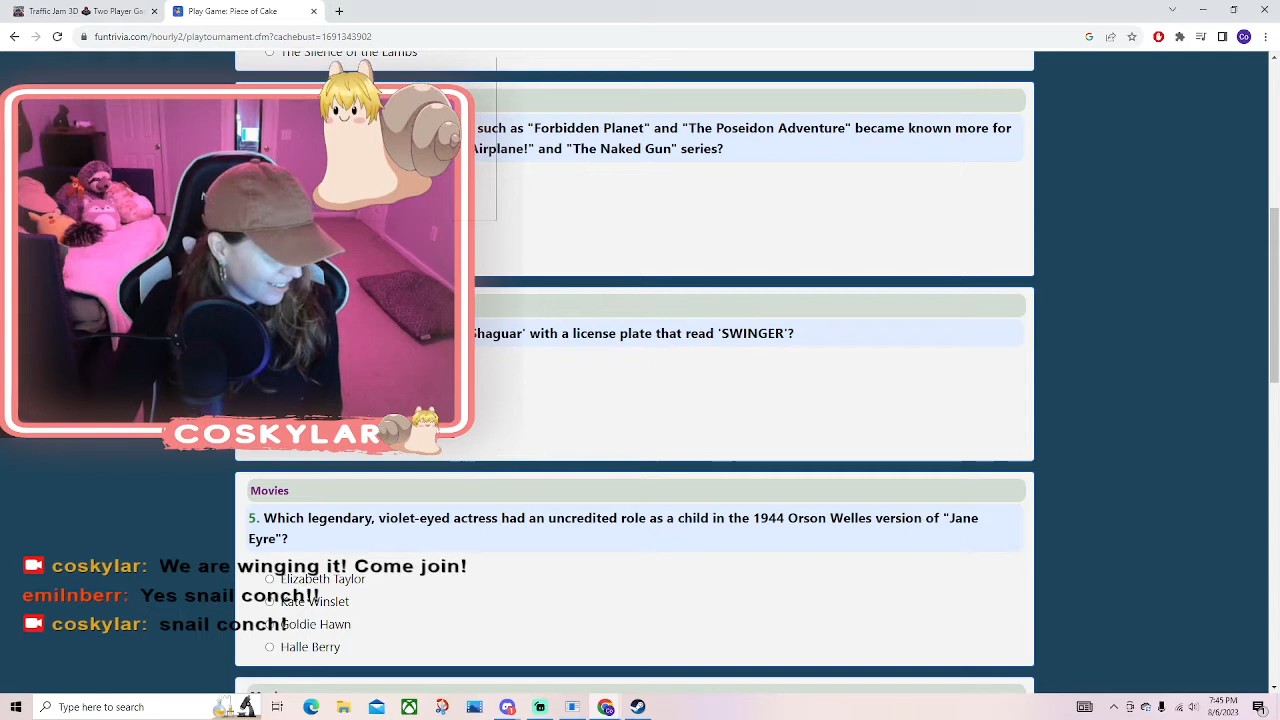 Traffic Jam 3D
Two Player Ga
Play Game: Piece of Cake
funtrivia.com/hourly2/playtournament.cfm?cachebust=1691343902
The Silence of the Lambs
such as "Forbidden Planet" and "The Poseidon Adventure" became known more for
Airplane!" and "The Naked Gun" series?
Shaguar' with a license plate that read 'SWINGER'?
COSKYLAR
Movies
5. Which legendary, violet-eyed actress had an uncredited role as a child in the 1944 Orson Welles version of "Jane
Eyre"?
coskylar: We are winging it! Come join!
Elizabeth Taylor
emilnberr: Yes snail conch!!
Kate Winslet
coskylar: snail conch!
Goldie Hawn
Halle Berry
Type here to search
7:45 PM
8/6/2023